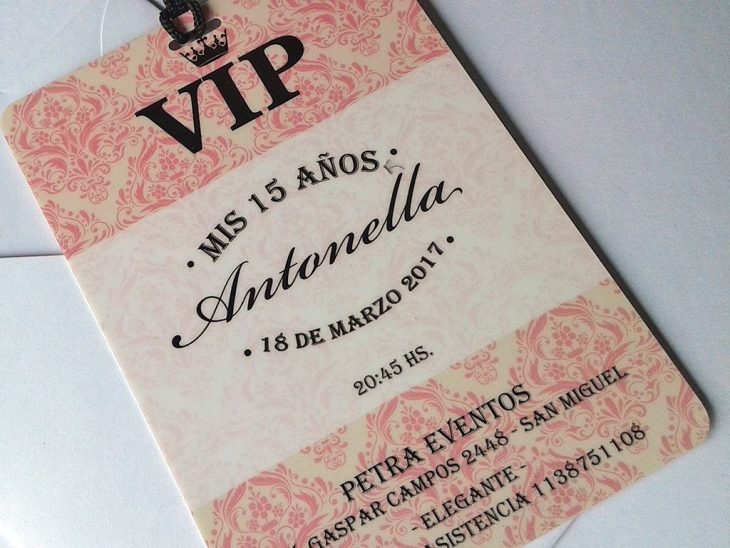 VIP
• MIS 15 AÑOS •
Antonella
• 18 DE MARZO 2017 •
20:45 HS.
PETRA EVENTOS
GASPAR CAMPOS 2448 - SAN MIGUEL
- ELEGANTE -
1138751108